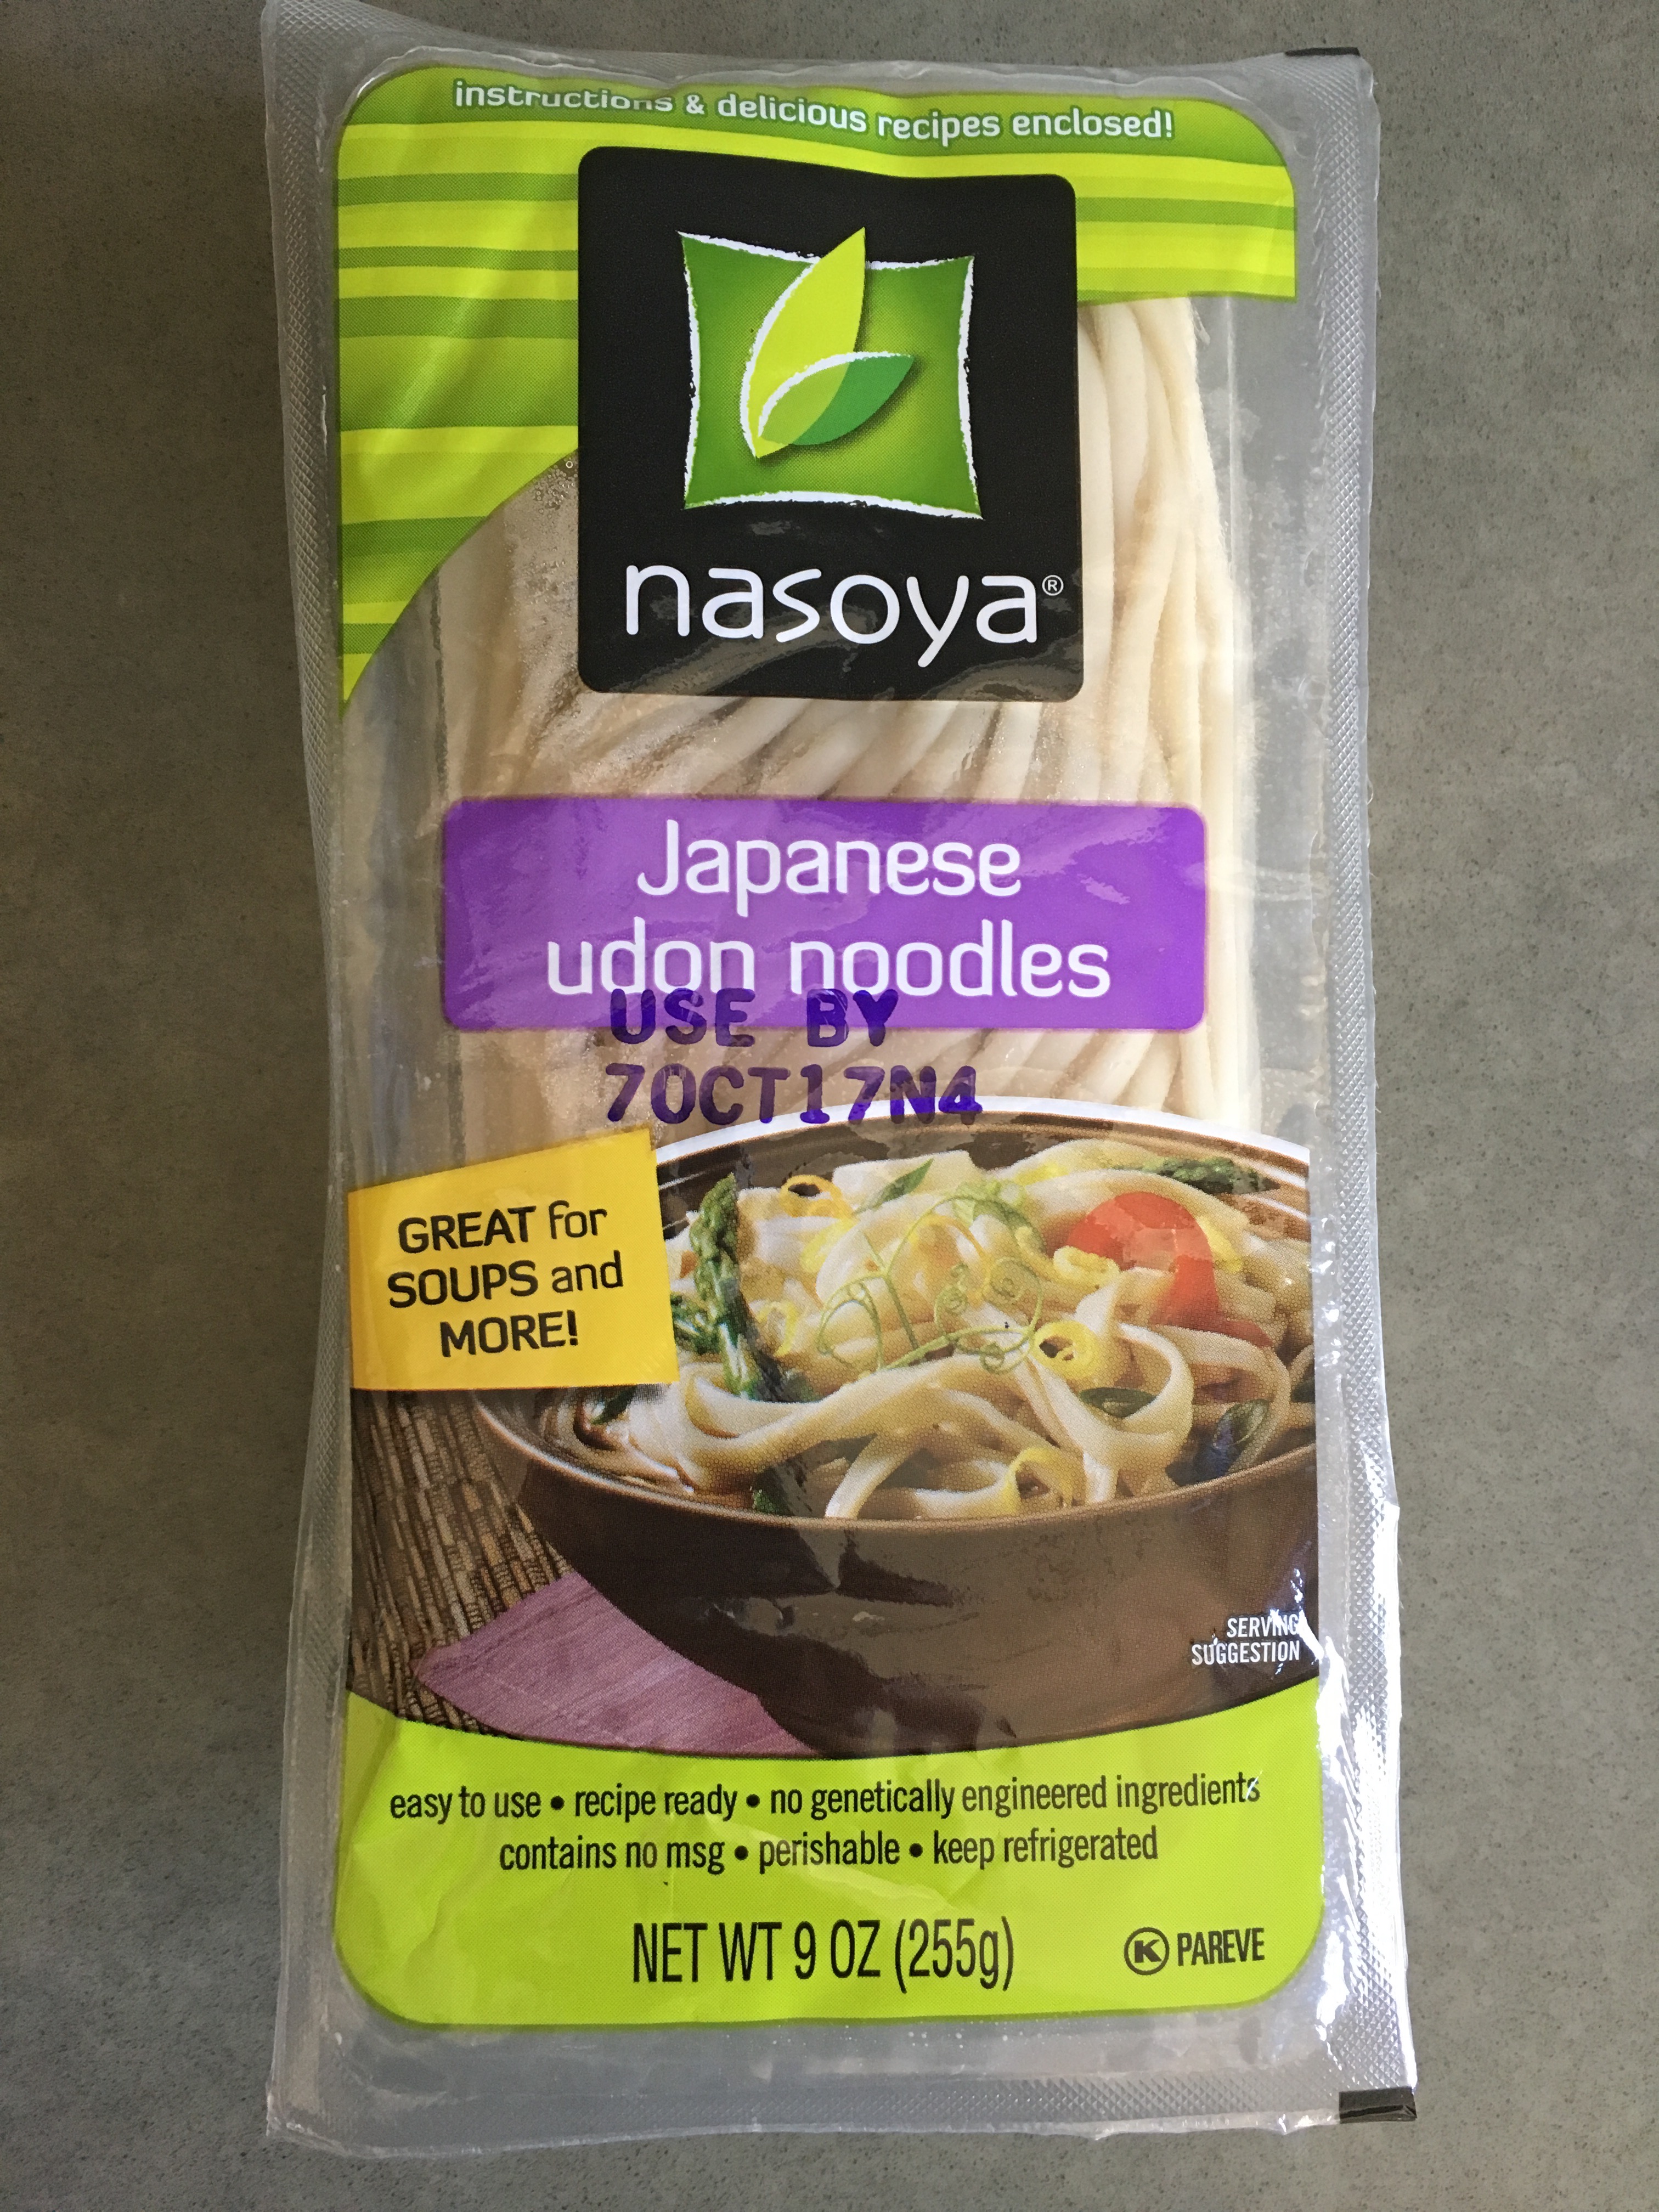 instructions & delicious recipes enclosed!
nasoya®
Japanese
udon noodles
USE BY
7OCT17N4
GREAT for
SOUPS and
MORE!
SERVING
SUGGESTION
easy to use • recipe ready • no genetically engineered ingredients
contains no msg • perishable • keep refrigerated
NET WT 9 OZ (255g)
K PAREVE